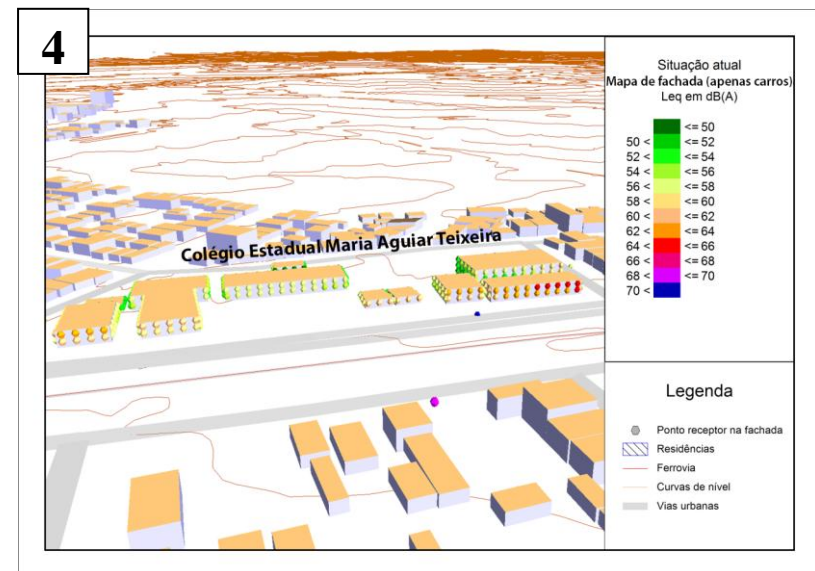 4
Situação atual
Mapa de fachada (apenas carros)
Leq em dB(A)
<= 50
50 < <= 52
52 < <= 54
54 < <= 56
56 < <= 58
58 < <= 60
60 < <= 62
62 < <= 64
64 < <= 66
66 < <= 68
68 < <= 70
70 <
Colégio Estadual Maria Aguiar Teixeira
Legenda
Ponto receptor na fachada
Residências
Ferrovia
Curvas de nível
Vias urbanas